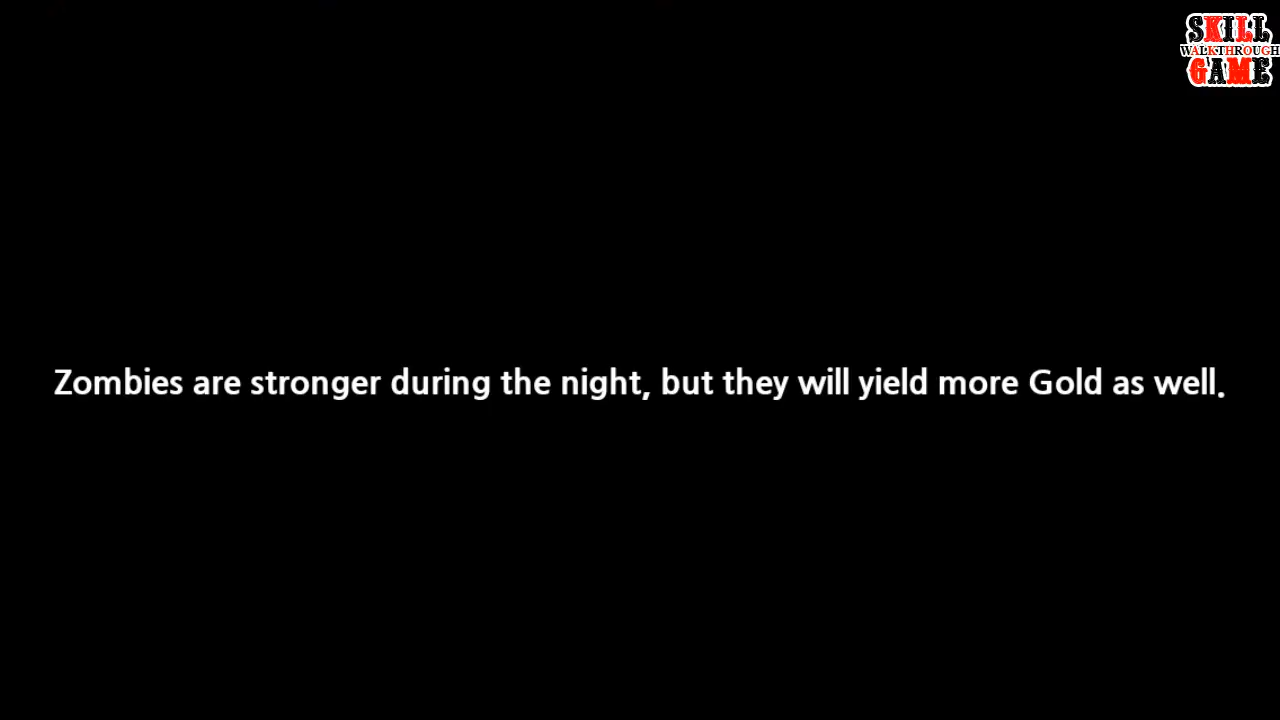 SKILL
WALKTHROUGH
GAME
Zombies are stronger during the night, but they will yield more Gold as well.